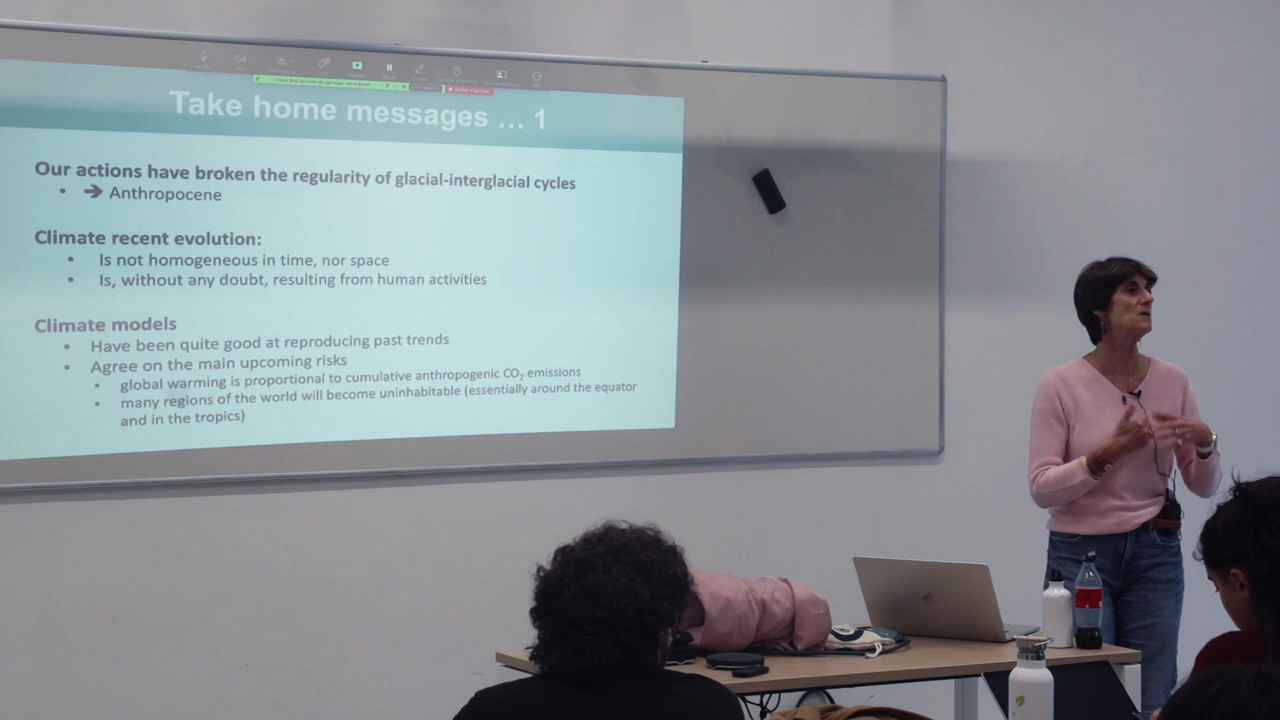 Take home messages ... 1
Our actions have broken the regularity of glacial-interglacial cycles
• ➔ Anthropocene
Climate recent evolution:
• Is not homogeneous in time, nor space
• Is, without any doubt, resulting from human activities
Climate models
• Have been quite good at reproducing past trends
• Agree on the main upcoming risks
• global warming is proportional to cumulative anthropogenic CO₂ emissions
• many regions of the world will become uninhabitable (essentially around the equator
and in the tropics)